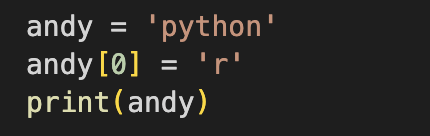 andy = 'python'
andy[0] = 'r'
print(andy)